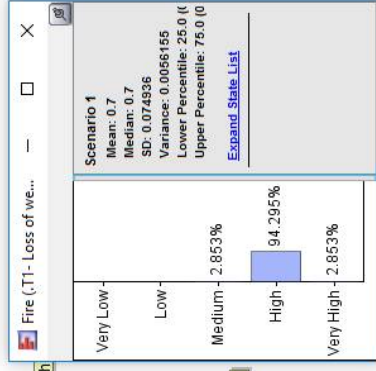 Fire (.T1- Loss of we...
Scenario 1
Mean: 0.7
Median: 0.7
SD: 0.074936
Variance: 0.0056155
Lower Percentile: 25.0 ((
Upper Percentile: 75.0 (0
Expand State List
Very Low
Low
Medium 2.853%
High 94.295%
Very High 2.853%
h